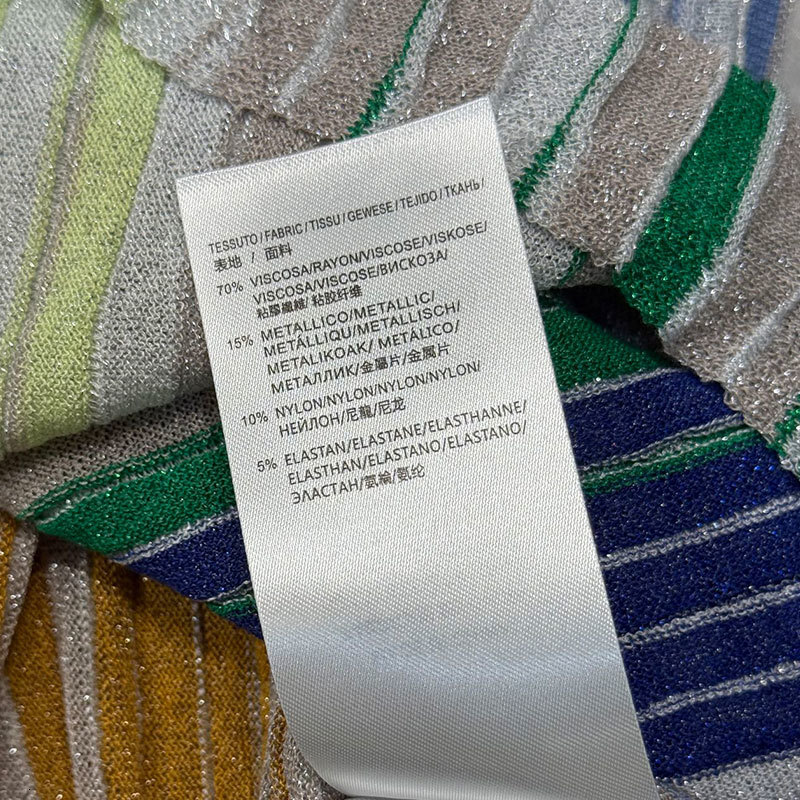 TESSUTO / FABRIC / TISSU / GEWESE / TEJIDO / ТКАНЬ /
表地 / 面料
70% VISCOSA/RAYON/VISCOSE/VISKOSE/
VISCOSA/VISCOSE/ВИСКОЗА/
粘膠纖維/ 粘胶纤维
15% METALLICO/METALLIC/
METÁLLIQU/METALLISCH/
METALIKOAK/ METÁLICO/
МЕТАЛЛИК/金屬片/金属片
10% NYLON/NYLON/NYLON/NYLON/
НЕЙЛОН/尼龍/尼龙
5% ELASTAN/ELASTANE/ELASTHANNE/
ELASTHAN/ELASTANO/ELASTANO/
ЭЛАСТАН/氨綸/氨纶